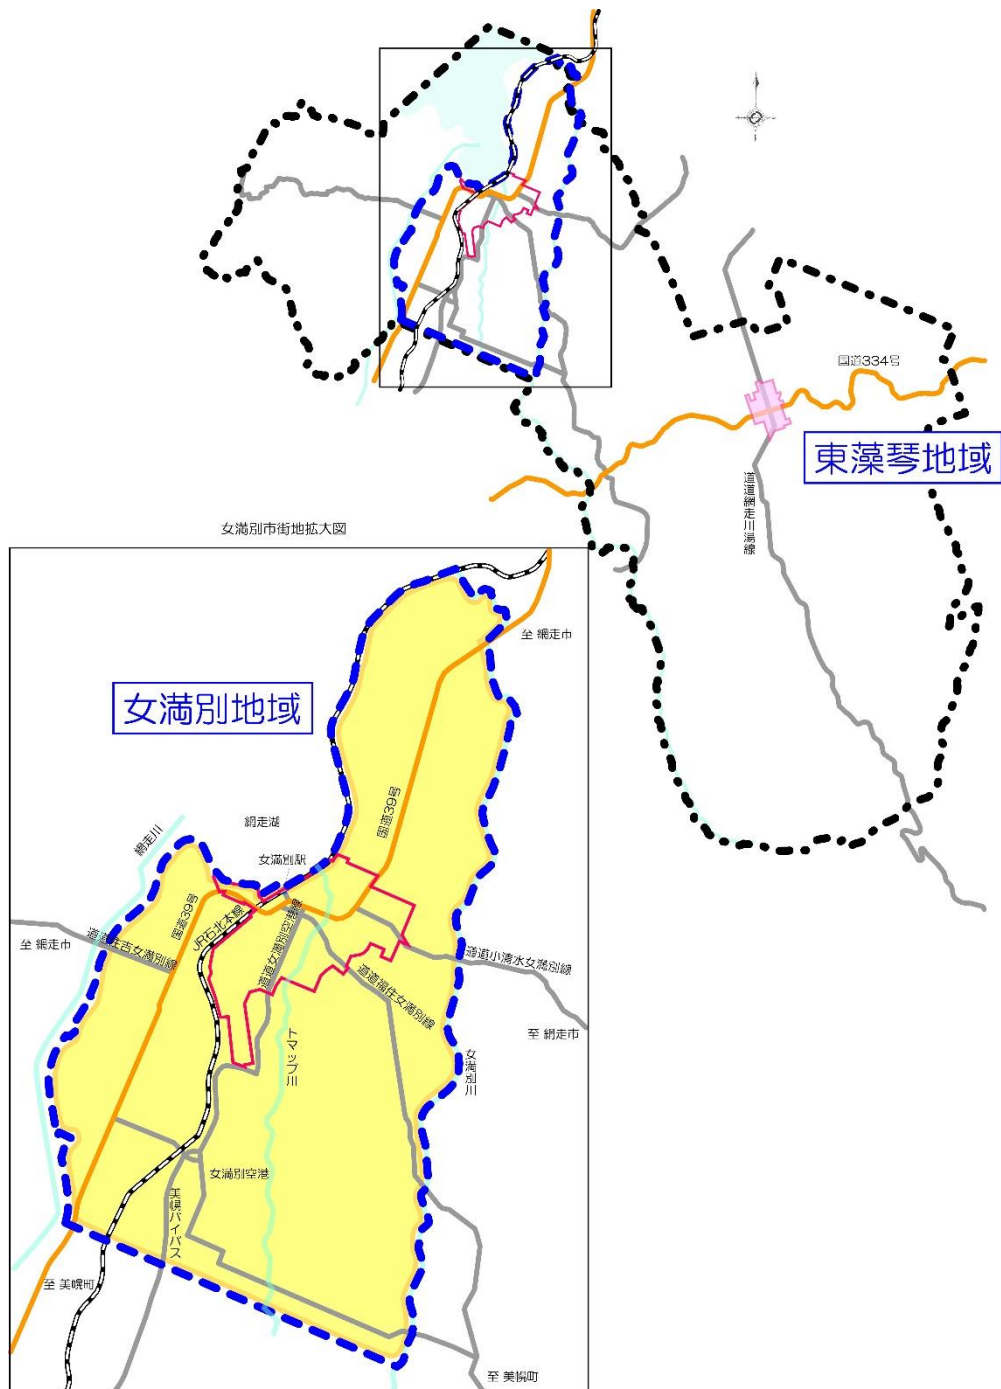 国道334号
東藻琴地域
道道網走川湯線
女満別市街地拡大図
至 網走市
女満別地域
国道39号
網走湖
網走川
女満別駅
国道39号
JR石北本線
道道女満別空港線
至 網走市
道道住吉女満別線
道道小清水女満別線
道道福住女満別線
至 網走市
トマップ川
女満別川
女満別空港
美幌バイパス
至 美幌町
至 美幌町